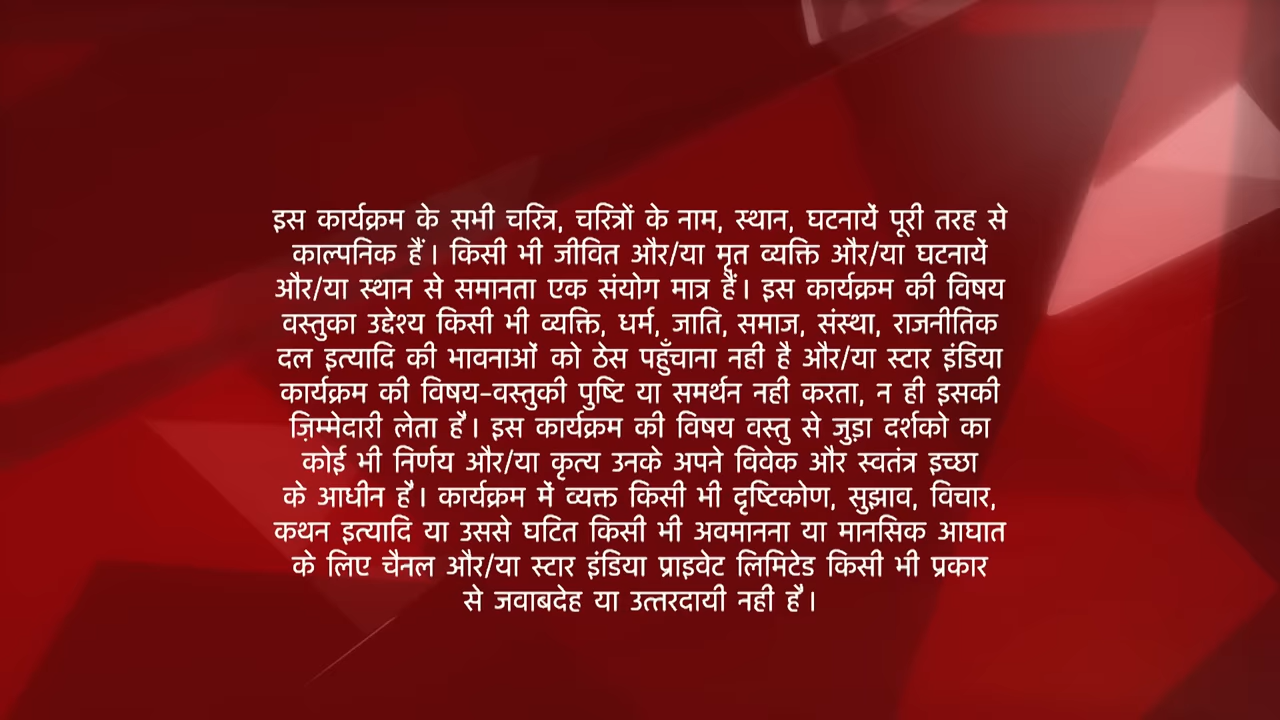 इस कार्यक्रम के सभी चरित्र, चरित्रों के नाम, स्थान, घटनायें पूरी तरह से
काल्पनिक हैं। किसी भी जीवित और/या मृत व्यक्ति और/या घटनायें
और/या स्थान से समानता एक संयोग मात्र हैं। इस कार्यक्रम की विषय
वस्तुका उद्देश्य किसी भी व्यक्ति, धर्म, जाति, समाज, संस्था, राजनीतिक
दल इत्यादि की भावनाओं को ठेस पहुँचाना नही है और/या स्टार इंडिया
कार्यक्रम की विषय-वस्तुकी पुष्टि या समर्थन नही करता, न ही इसकी
ज़िम्मेदारी लेता हैं। इस कार्यक्रम की विषय वस्तु से जुड़ा दर्शको का
कोई भी निर्णय और/या कृत्य उनके अपने विवेक और स्वतंत्र इच्छा
के आधीन हैं। कार्यक्रम में व्यक्त किसी भी दृष्टिकोण, सुझाव, विचार,
कथन इत्यादि या उससे घटित किसी भी अवमानना या मानसिक आघात
के लिए चैनल और/या स्टार इंडिया प्राइवेट लिमिटेड किसी भी प्रकार
से जवाबदेह या उत्तरदायी नही हैं।